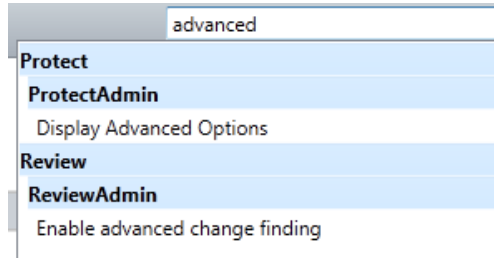 advanced
Protect
ProtectAdmin
Display Advanced Options
Review
ReviewAdmin
Enable advanced change finding